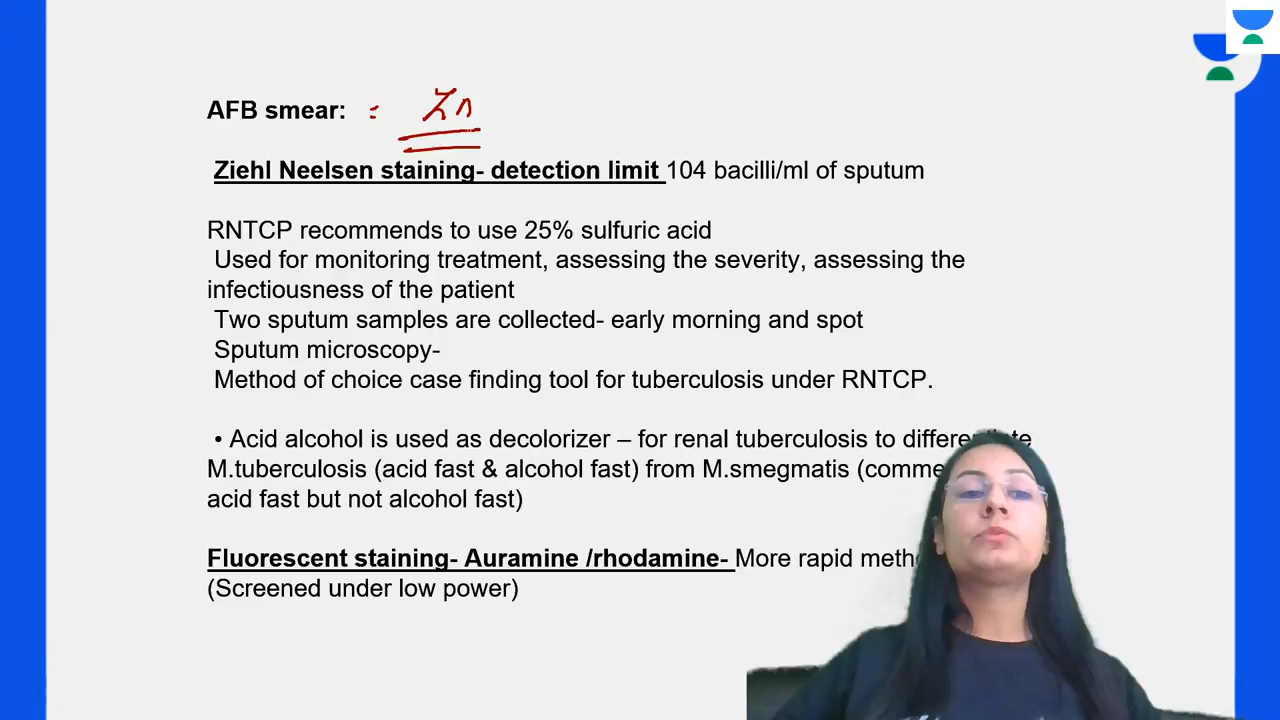 AFB smear: = Zn
Ziehl Neelsen staining- detection limit 104 bacilli/ml of sputum
RNTCP recommends to use 25% sulfuric acid
Used for monitoring treatment, assessing the severity, assessing the
infectiousness of the patient
Two sputum samples are collected- early morning and spot
Sputum microscopy-
Method of choice case finding tool for tuberculosis under RNTCP.
• Acid alcohol is used as decolorizer – for renal tuberculosis to differentiate
M.tuberculosis (acid fast & alcohol fast) from M.smegmatis
acid fast but not alcohol fast)
Fluorescent staining- Auramine /rhodamine- More rapid
(Screened under low power)